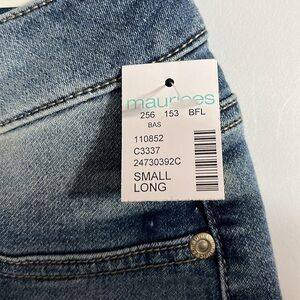 maurices
256 153 BFL
BAS
110852
C3337
24730392C
SMALL
LONG